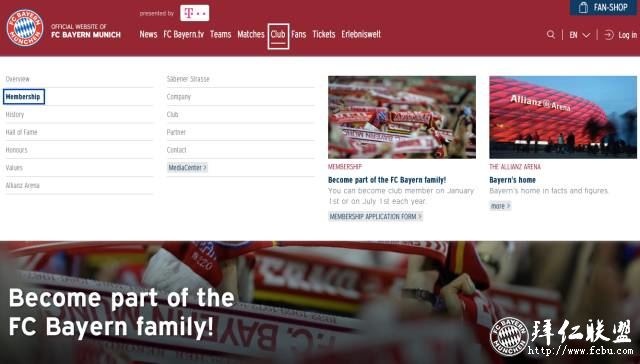 FC BAYERN
MÜNCHEN
OFFICIAL WEBSITE OF
FC BAYERN MUNICH
presented by
T
FAN-SHOP
News
FC Bayern.tv
Teams
Matches
Club
Fans
Tickets
Erlebniswelt
EN
Log in
Overview
Membership
History
Hall of Fame
Honours
Values
Allianz Arena
Säbener Strasse
Company
Club
Partner
Contact
MediaCenter >
MEMBERSHIP
Become part of the FC Bayern family!
You can become club member on January
1st or on July 1st each year.
MEMBERSHIP APPLICATION FORM >
Allianz Arena
THE ALLIANZ ARENA
Bayern's home
Bayern's home in facts and figures.
more >
Become part of the
FC Bayern family!
FC BAYERN
MÜNCHEN
拜仁联盟
http://www.fcbu.com